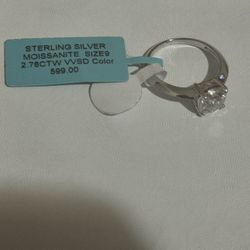 STERLING SILVER
MOISSANITE SIZE9
2.78CTW VVSD Color
599.00